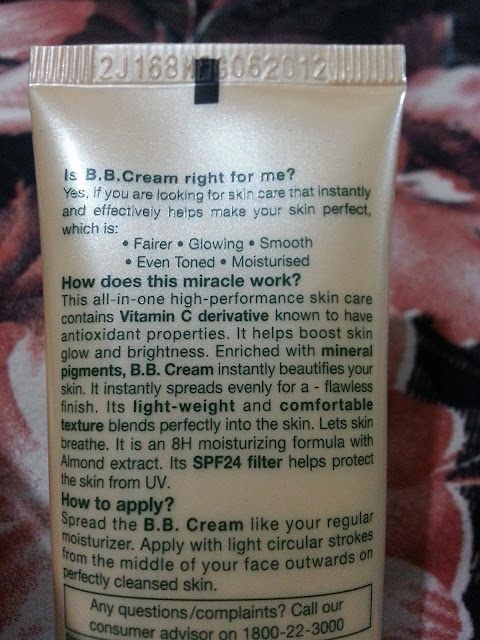 2J168MFG062012
Is B.B.Cream right for me?
Yes, if you are looking for skin care that instantly
and effectively helps make your skin perfect,
which is:
• Fairer • Glowing • Smooth
• Even Toned • Moisturised
How does this miracle work?
This all-in-one high-performance skin care
contains Vitamin C derivative known to have
antioxidant properties. It helps boost skin
glow and brightness. Enriched with mineral
pigments, B.B. Cream instantly beautifies your
skin. It instantly spreads evenly for a - flawless
finish. Its light-weight and comfortable
texture blends perfectly into the skin. Lets skin
breathe. It is an 8H moisturizing formula with
Almond extract. Its SPF24 filter helps protect
the skin from UV.
How to apply?
Spread the B.B. Cream like your regular
moisturizer. Apply with light circular strokes
from the middle of your face outwards on
perfectly cleansed skin.
Any questions/complaints? Call our
consumer advisor on 1800-22-3000